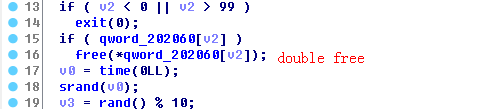 13 if ( v2 < 0 || v2 > 99 )
14 exit(0);
15 if ( qword_202060[v2] )
16 free(*qword_202060[v2]); double free
17 v0 = time(0LL);
18 srand(v0);
19 v3 = rand() % 10;